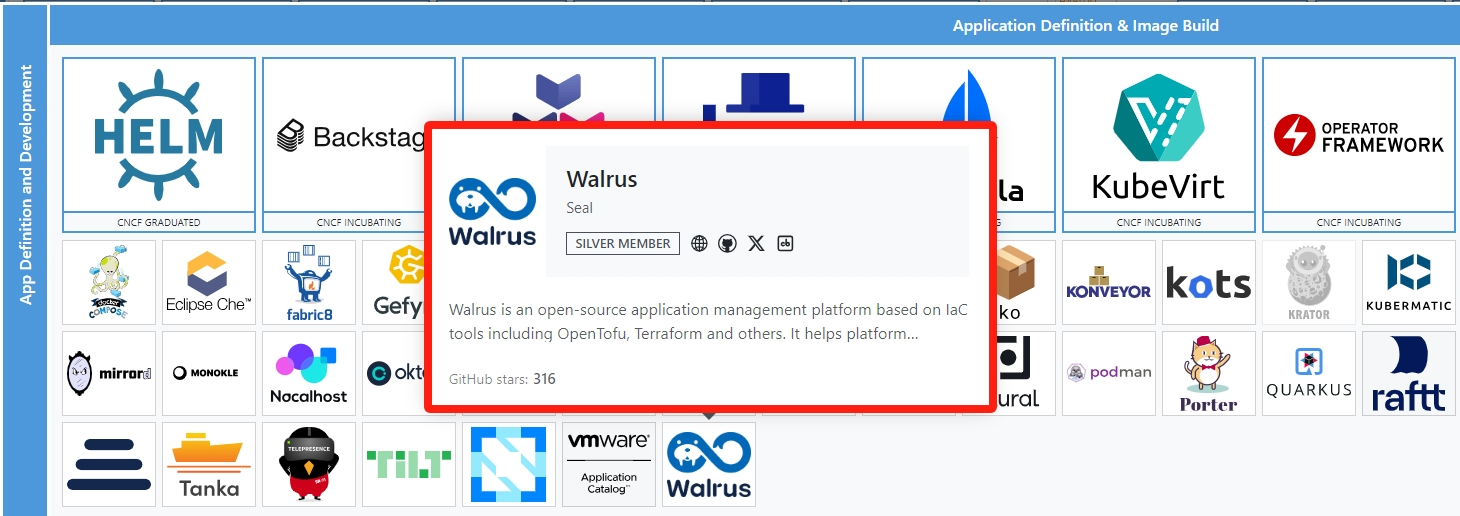 Application Definition & Image Build
App Definition and Development
HELM
CNCF GRADUATED
Backstag
CNCF INCUBATING
la
KubeVirt
CNCF INCUBATING
OPERATOR
FRAMEWORK
CNCF INCUBATING
Walrus
Walrus
Seal
SILVER MEMBER
cb
Walrus is an open-source application management platform based on IaC
tools including OpenTofu, Terraform and others. It helps platform...
GitHub stars: 316
docker
COMPOSE
Eclipse Che™
fabric8
Gefy
ko
KONVEYOR
kots
KRATOR
KUBERMATIC
mirrord
MONOKLE
Nocalhost
okt
ural
podman
Porter
QUARKUS
raftt
Tanka
TELEPRESENCE
TILT
vmware®
Application
Catalog™
Walrus